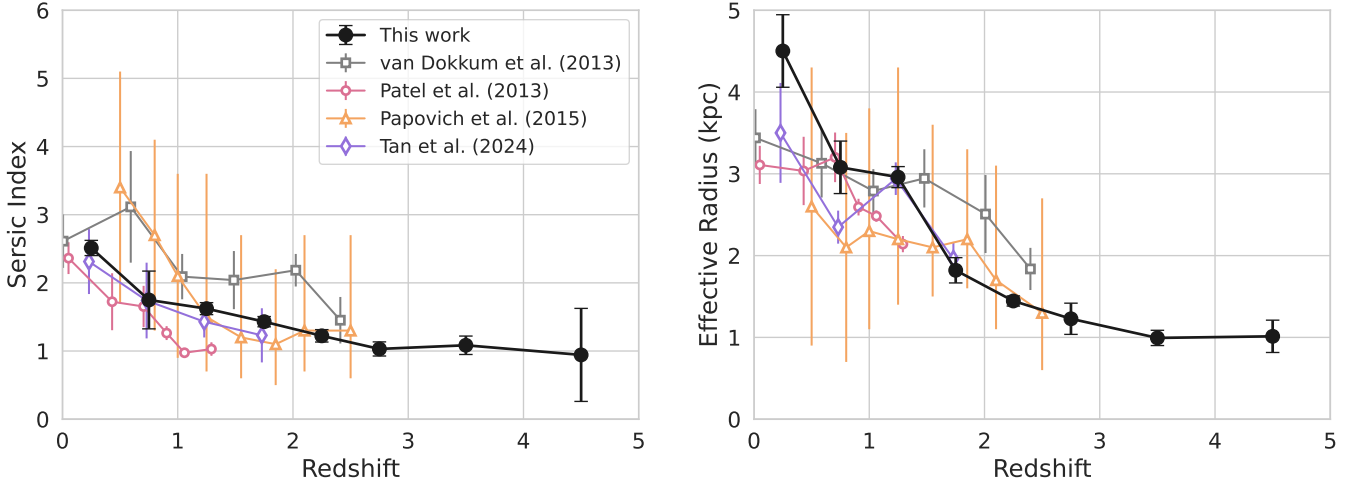 6
5
4
3
2
1
0
Sersic Index
This work
van Dokkum et al. (2013)
Patel et al. (2013)
Papovich et al. (2015)
Tan et al. (2024)
0 1 2 3 4 5
Redshift
5
4
3
2
1
0
Effective Radius (kpc)
0 1 2 3 4 5
Redshift